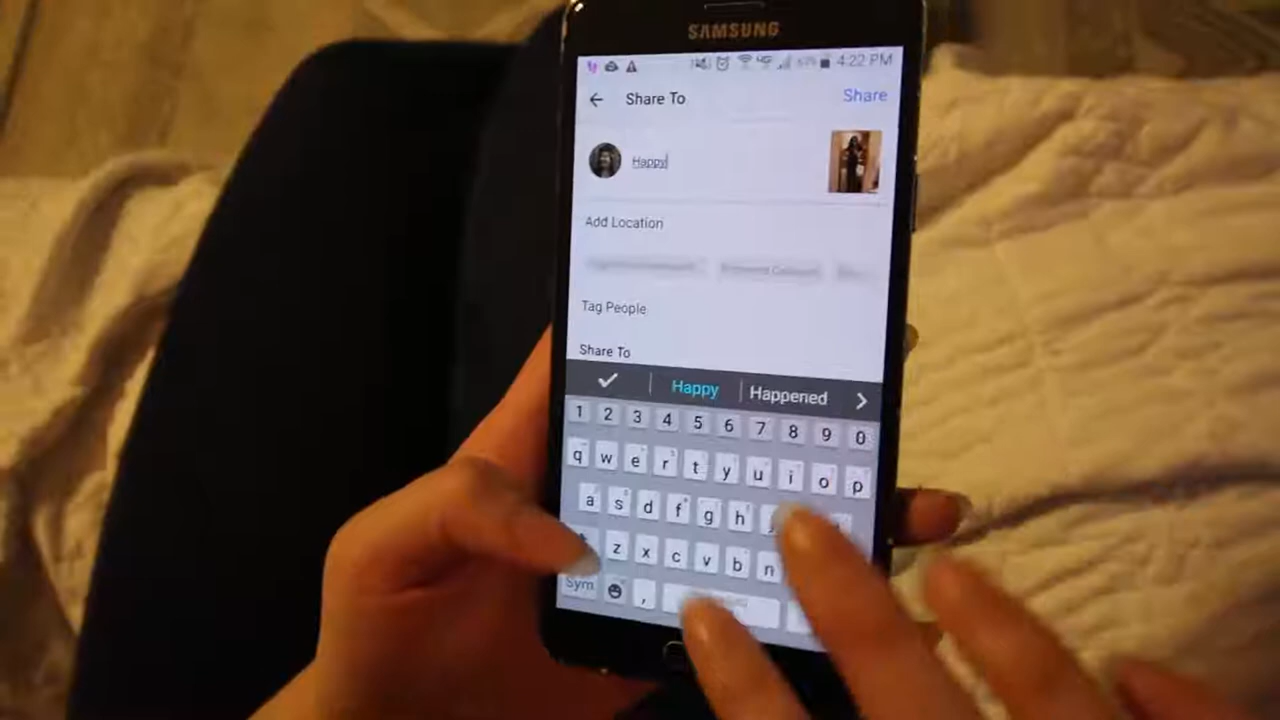 SAMSUNG
4:22 PM
Share To Share
Happy
Add Location
Tag People
Share To
Happy Happened
1 2 3 4 5 6 7 8 9 0
q w e r t y u i o p
a s d f g h
z x c v b n
Sym ,